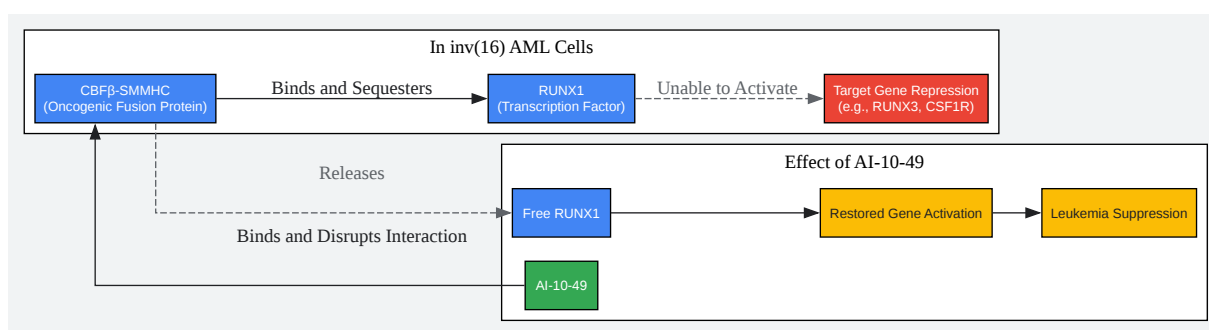 In inv(16) AML Cells
CBFβ-SMMHC
(Oncogenic Fusion Protein)
Binds and Sequesters
RUNX1
(Transcription Factor)
Unable to Activate
Target Gene Repression
(e.g., RUNX3, CSF1R)
Effect of AI-10-49
Releases
Free RUNX1
Restored Gene Activation
Leukemia Suppression
Binds and Disrupts Interaction
AI-10-49